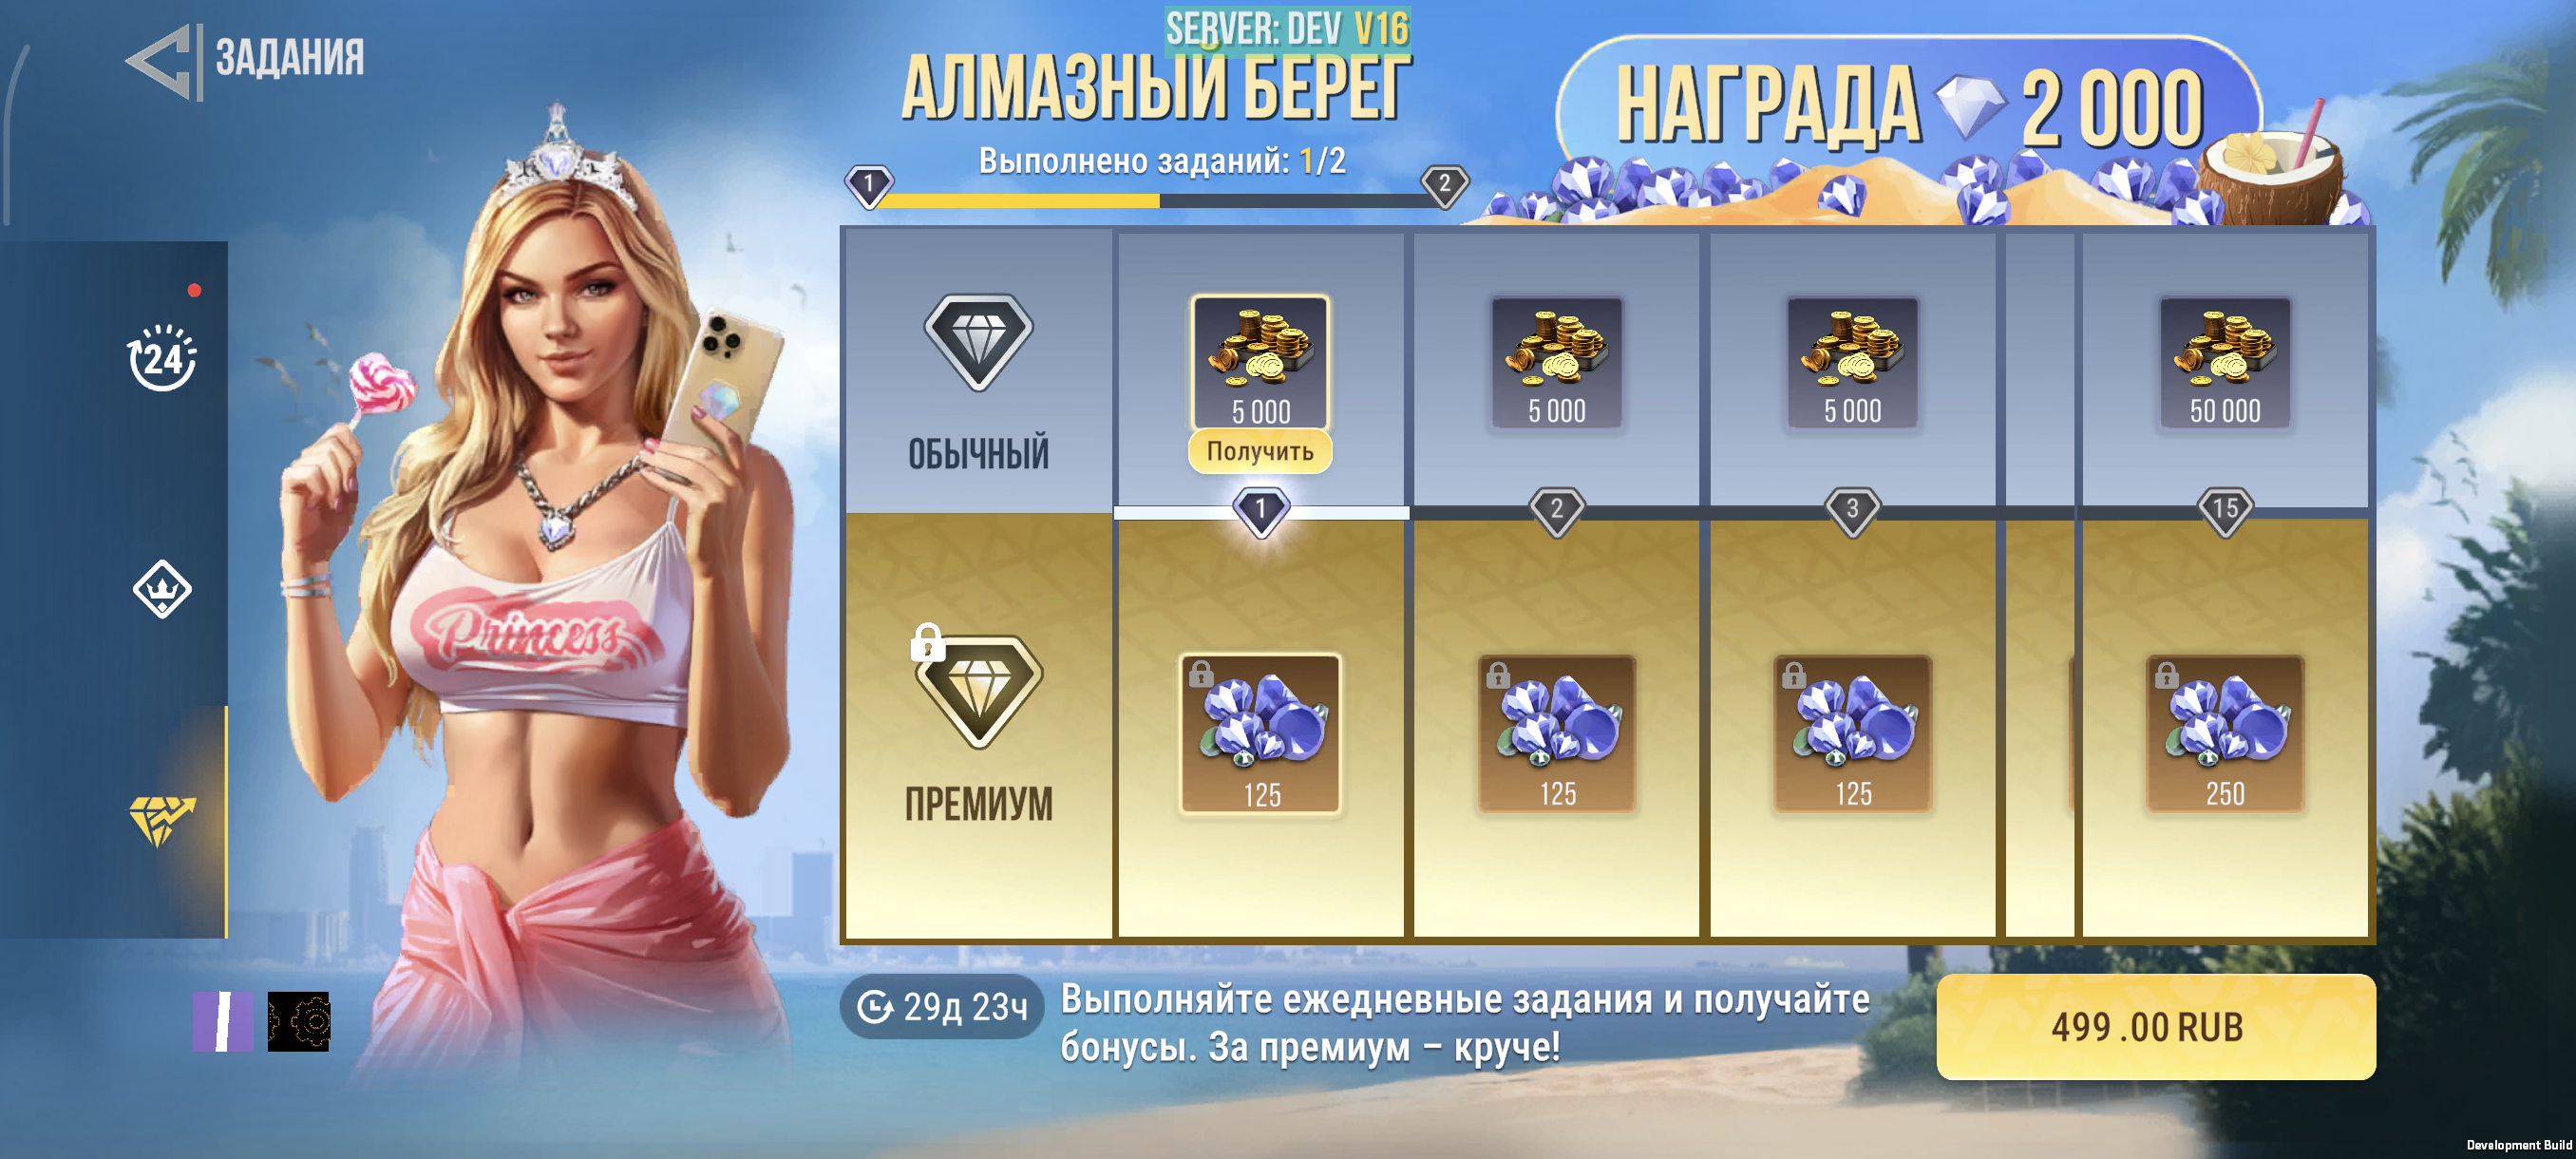 SERVER: DEV V16
ЗАДАНИЯ
АЛМАЗНЫЙ БЕРЕГ
НАГРАДА 2 000
Выполнено заданий: 1/2
1
2
24
ОБЫЧНЫЙ
5 000
5 000
5 000
50 000
Получить
1
2
3
15
Princess
ПРЕМИУМ
125
125
125
250
29д 23ч
Выполняйте ежедневные задания и получайте
бонусы. За премиум – круче!
499.00 RUB
Development Build